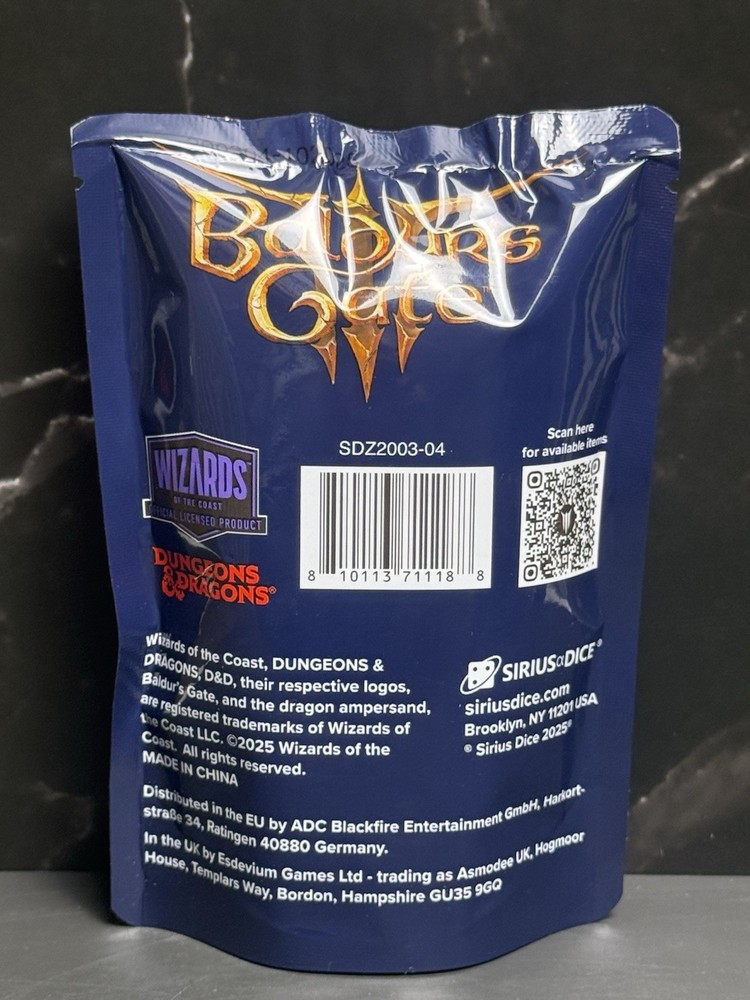 Baldur's
Gate
SDZ2003-04
Scan here
for available items
WIZARDS
OF THE COAST
OFFICIAL LICENSED PRODUCT
8 10113 71118 8
DUNGEONS
& DRAGONS®
Wizards of the Coast, DUNGEONS &
DRAGONS, D&D, their respective logos,
Baldur's Gate, and the dragon ampersand,
are registered trademarks of Wizards of
the Coast LLC. ©2025 Wizards of the
Coast. All rights reserved.
MADE IN CHINA
SIRIUS DICE®
Siriusdice.com
Brooklyn, NY 11201 USA
© Sirius Dice 2025®
Distributed in the EU by ADC Blackfire Entertainment GmbH, Harkort-
straße 34, Ratingen 40880 Germany.
In the UK by Esdevium Games Ltd - trading as Asmodee UK, Hogmoor
House, Templars Way, Bordon, Hampshire GU35 9GQ